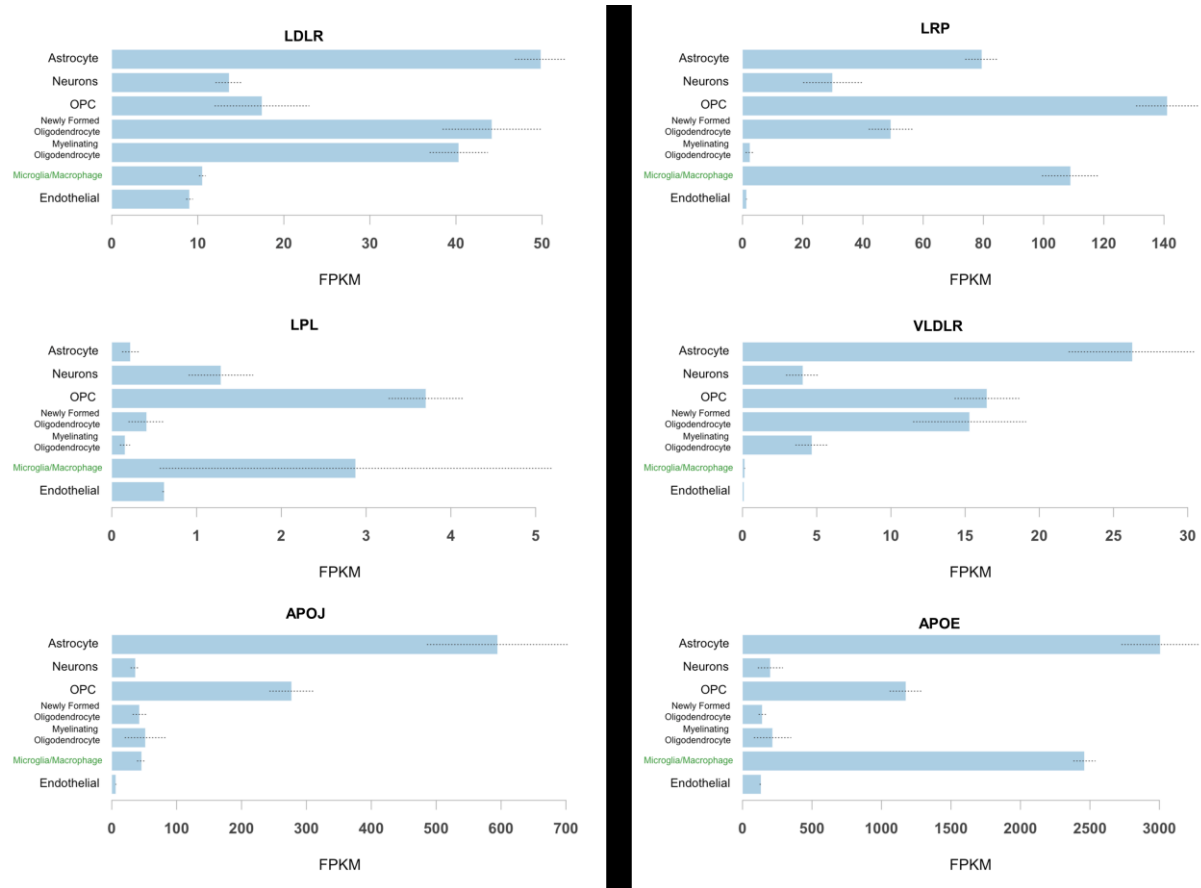 LDLR
Astrocyte
Neurons
OPC
Newly Formed
Oligodendrocyte
Myelinating
Oligodendrocyte
Microglia/Macrophage
Endothelial
0 10 20 30 40 50
FPKM
LRP
Astrocyte
Neurons
OPC
Newly Formed
Oligodendrocyte
Myelinating
Oligodendrocyte
Microglia/Macrophage
Endothelial
0 20 40 60 80 100 120 140
FPKM
LPL
Astrocyte
Neurons
OPC
Newly Formed
Oligodendrocyte
Myelinating
Oligodendrocyte
Microglia/Macrophage
Endothelial
0 1 2 3 4 5
FPKM
VLDLR
Astrocyte
Neurons
OPC
Newly Formed
Oligodendrocyte
Myelinating
Oligodendrocyte
Microglia/Macrophage
Endothelial
0 5 10 15 20 25 30
FPKM
APOJ
Astrocyte
Neurons
OPC
Newly Formed
Oligodendrocyte
Myelinating
Oligodendrocyte
Microglia/Macrophage
Endothelial
0 100 200 300 400 500 600 700
FPKM
APOE
Astrocyte
Neurons
OPC
Newly Formed
Oligodendrocyte
Myelinating
Oligodendrocyte
Microglia/Macrophage
Endothelial
0 500 1000 1500 2000 2500 3000
FPKM